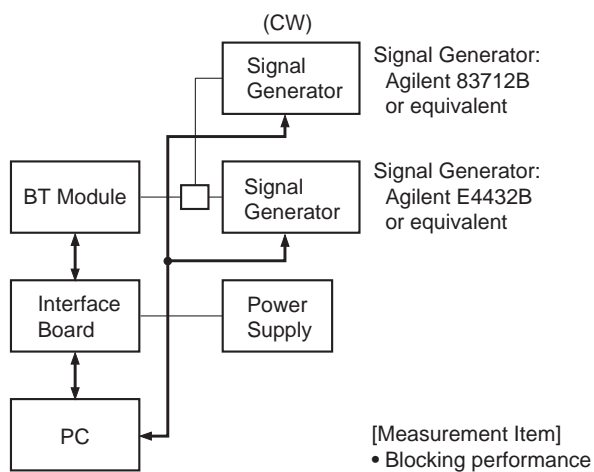 (CW)
Signal
Generator
Signal Generator:
Agilent 83712B
or equivalent
BT Module
Signal
Generator
Signal Generator:
Agilent E4432B
or equivalent
Interface
Board
Power
Supply
PC
[Measurement Item]
• Blocking performance